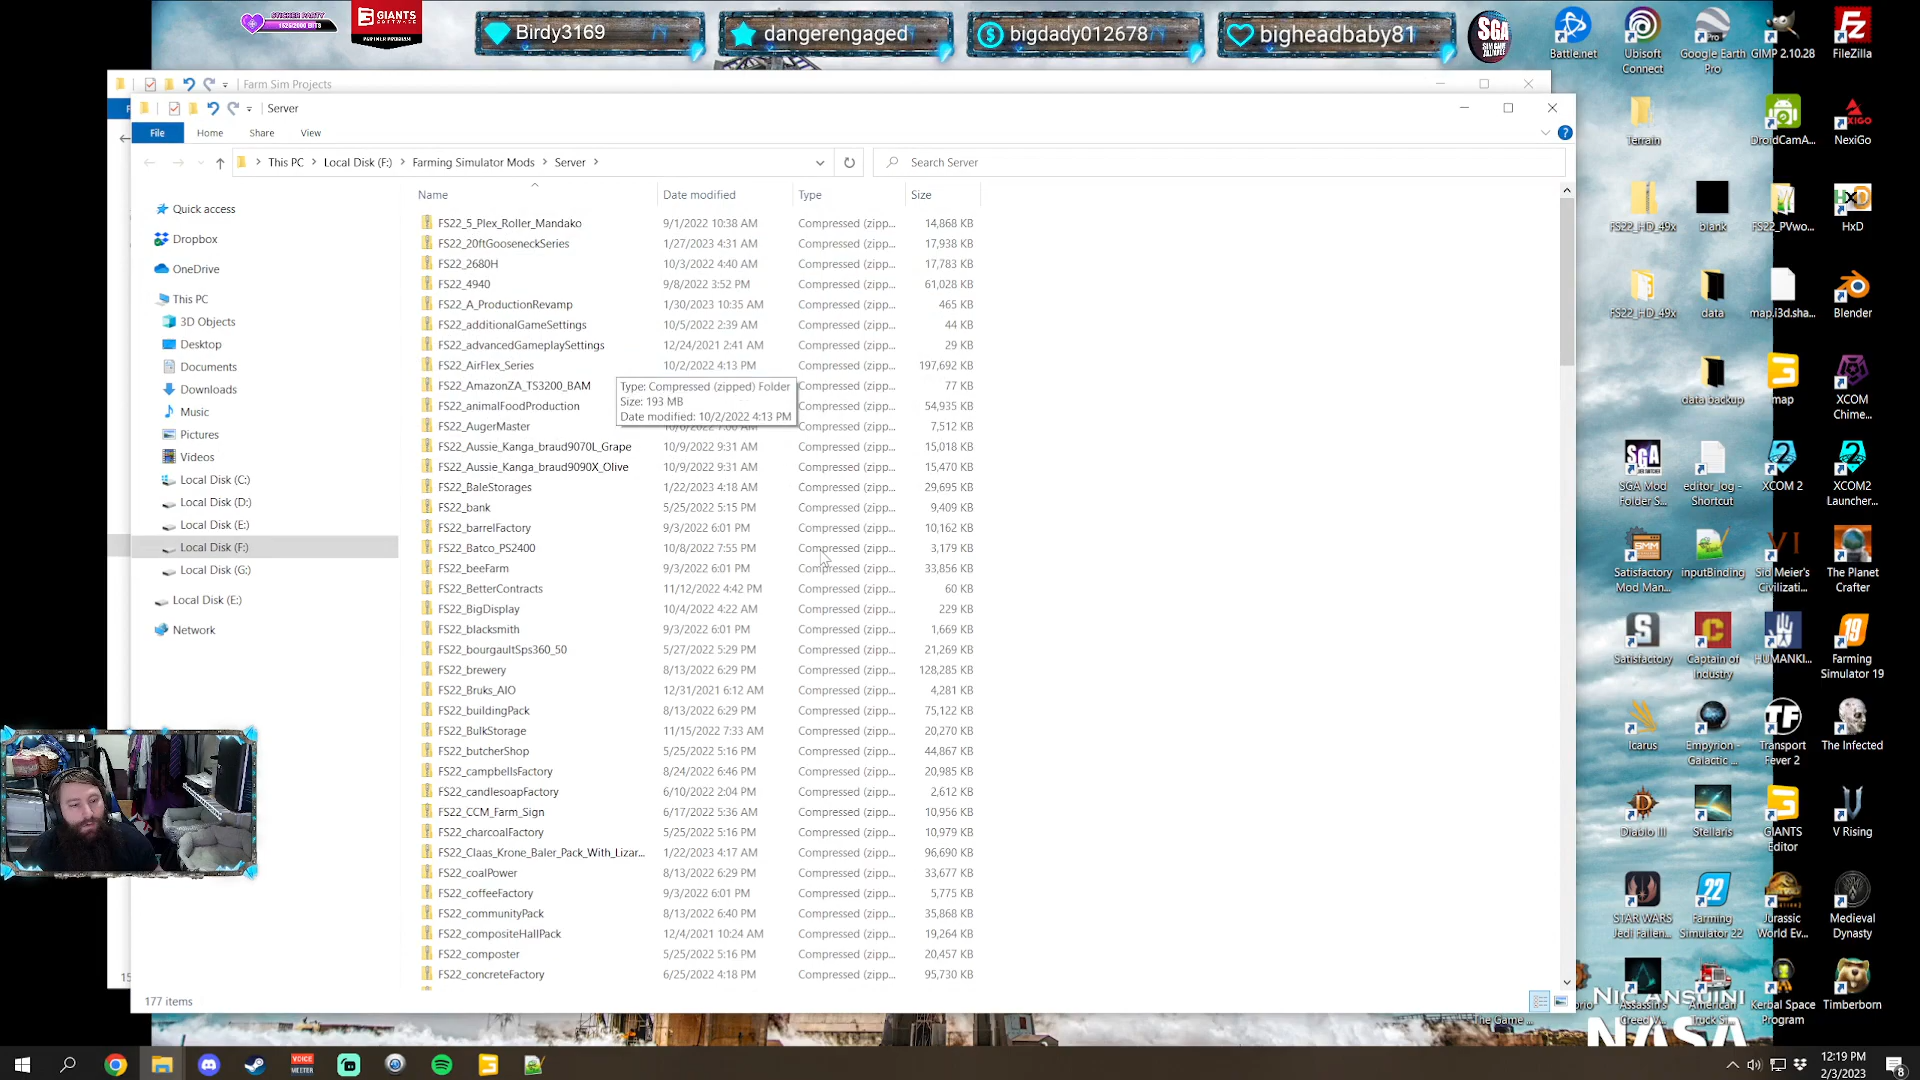 STICKER PARTY
1526/2000 BITS
GIANTS
SOFTWARE
PARTNER PROGRAM
Birdy3169
dangerengaged
bigdady012678
bigheadbaby81
SGA
Battle.net
Ubisoft Connect
Google Earth Pro
GIMP 2.10.28
FileZilla
Farm Sim Projects
Server
File
Home
Share
View
This PC
Local Disk (F:)
Farming Simulator Mods
Server
Search Server
Name
Date modified
Type
Size
Quick access
Dropbox
OneDrive
This PC
3D Objects
Desktop
Documents
Downloads
Music
Pictures
Videos
Local Disk (C:)
Local Disk (D:)
Local Disk (E:)
Local Disk (F:)
Local Disk (G:)
Local Disk (E:)
Network
FS22_5_Plex_Roller_Mandako 9/1/2022 10:38 AM Compressed (zipp... 14,868 KB
FS22_20ftGooseneckSeries 1/27/2023 4:31 AM Compressed (zipp... 17,938 KB
FS22_2680H 10/3/2022 4:40 AM Compressed (zipp... 17,783 KB
FS22_4940 9/8/2022 3:52 PM Compressed (zipp... 61,028 KB
FS22_A_ProductionRevamp 1/30/2023 10:35 AM Compressed (zipp... 465 KB
FS22_additionalGameSettings 10/5/2022 2:39 AM Compressed (zipp... 44 KB
FS22_advancedGameplaySettings 12/24/2021 2:41 AM Compressed (zipp... 29 KB
FS22_AirFlex_Series 10/2/2022 4:13 PM Compressed (zipp... 197,692 KB
FS22_AmazonZA_TS3200_BAM Compressed (zipp... 77 KB
FS22_animalFoodProduction Compressed (zipp... 54,935 KB
Type: Compressed (zipped) Folder
Size: 193 MB
Date modified: 10/2/2022 4:13 PM
FS22_AugerMaster Compressed (zipp... 7,512 KB
FS22_Aussie_Kanga_braud9070L_Grape 10/9/2022 9:31 AM Compressed (zipp... 15,018 KB
FS22_Aussie_Kanga_braud9090X_Olive 10/9/2022 9:31 AM Compressed (zipp... 15,470 KB
FS22_BaleStorages 1/22/2023 4:18 AM Compressed (zipp... 29,695 KB
FS22_bank 5/25/2022 5:15 PM Compressed (zipp... 9,409 KB
FS22_barrelFactory 9/3/2022 6:01 PM Compressed (zipp... 10,162 KB
FS22_Batco_PS2400 10/8/2022 7:55 PM Compressed (zipp... 3,179 KB
FS22_beeFarm 9/3/2022 6:01 PM Compressed (zipp... 33,856 KB
FS22_BetterContracts 11/12/2022 4:42 PM Compressed (zipp... 60 KB
FS22_BigDisplay 10/4/2022 4:22 AM Compressed (zipp... 229 KB
FS22_blacksmith 9/3/2022 6:01 PM Compressed (zipp... 1,669 KB
FS22_bourgaultSps360_50 5/27/2022 5:29 PM Compressed (zipp... 21,269 KB
FS22_brewery 8/13/2022 6:29 PM Compressed (zipp... 128,285 KB
FS22_Bruks_AIO 12/31/2021 6:12 AM Compressed (zipp... 4,281 KB
FS22_buildingPack 8/13/2022 6:29 PM Compressed (zipp... 75,122 KB
FS22_BulkStorage 11/15/2022 7:33 AM Compressed (zipp... 20,270 KB
FS22_butcherShop 5/25/2022 5:16 PM Compressed (zipp... 44,867 KB
FS22_campbellsFactory 8/24/2022 6:46 PM Compressed (zipp... 20,985 KB
FS22_candlesoapFactory 6/10/2022 2:04 PM Compressed (zipp... 2,612 KB
FS22_CCM_Farm_Sign 6/17/2022 5:36 AM Compressed (zipp... 10,956 KB
FS22_charcoalFactory 5/25/2022 5:16 PM Compressed (zipp... 10,979 KB
FS22_Claas_Krone_Baler_Pack_With_Lizar... 1/22/2023 4:17 AM Compressed (zipp... 96,690 KB
FS22_coalPower 8/13/2022 6:29 PM Compressed (zipp... 33,677 KB
FS22_coffeeFactory 9/3/2022 6:01 PM Compressed (zipp... 5,775 KB
FS22_communityPack 8/13/2022 6:40 PM Compressed (zipp... 35,868 KB
FS22_compositeHallPack 12/4/2021 10:24 AM Compressed (zipp... 19,264 KB
FS22_composter 5/25/2022 5:16 PM Compressed (zipp... 20,457 KB
FS22_concreteFactory 6/25/2022 4:18 PM Compressed (zipp... 95,730 KB
177 items
Terrain
DroidCamA...
NexiGo
FS22_HD_49x
blank
FS22_PVwo...
HxD
FS22_HD_49x
data
map.i3d.sha...
Blender
data backup
map
XCOM Chime...
SGA Mod Folder S...
editor_log - Shortcut
XCOM 2
XCOM2 Launcher...
Satisfactory Mod Man...
inputBinding
Sid Meier's Civilizati...
The Planet Crafter
Satisfactory
Captain of Industry
HUMANKI...
Farming Simulator 19
Icarus
Empyrion - Galactic ...
Transport Fever 2
The Infected
Diablo III
Stellaris
GIANTS Editor
V Rising
STAR WARS Jedi Fallen...
Farming Simulator 22
Jurassic World Ev...
Medieval Dynasty
Assassin's Creed V...
American Truck S...
Kerbal Space Program
Timberborn
NIC ANSUINI
NASA
The Game ...
VOICE MEETER
12:19 PM
2/3/2023
8